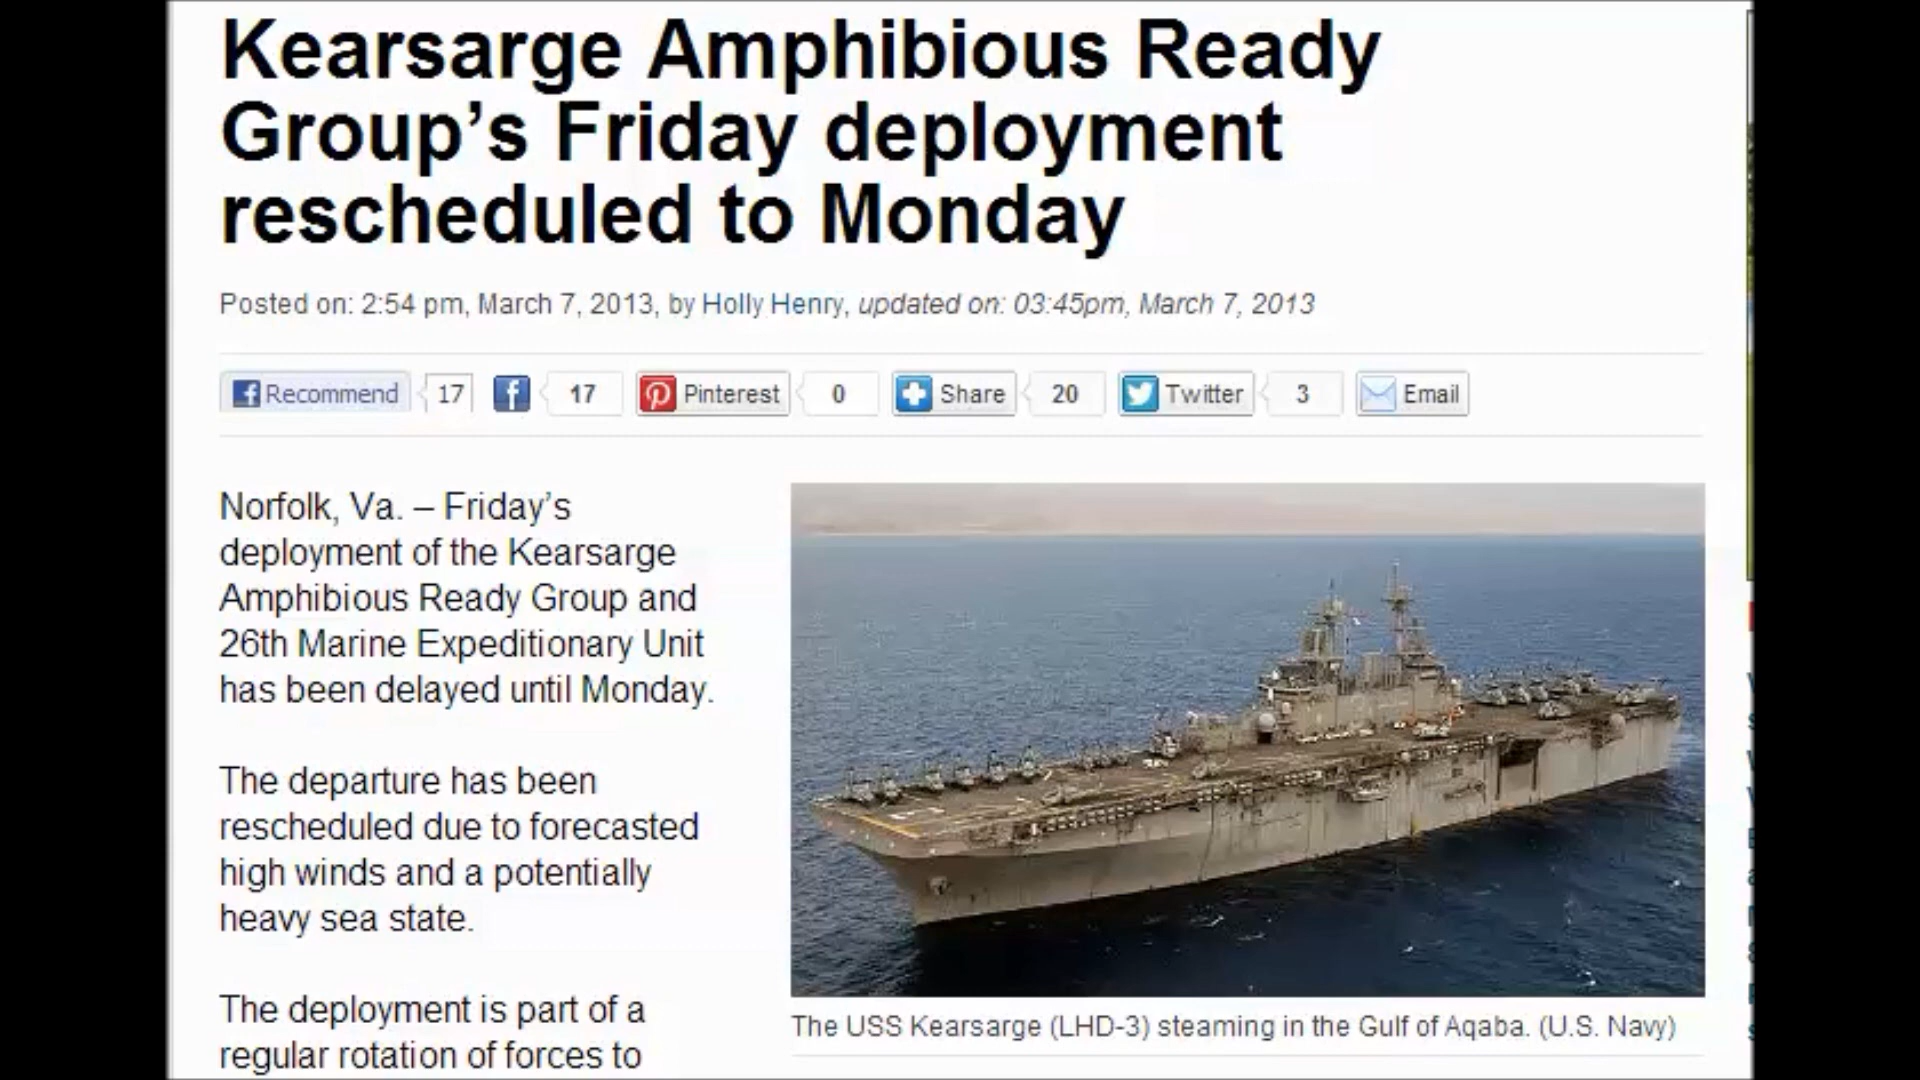 Kearsarge Amphibious Ready
Group’s Friday deployment
rescheduled to Monday
Posted on: 2:54 pm, March 7, 2013, by Holly Henry, updated on: 03:45pm, March 7, 2013
Recommend 17 17 Pinterest 0 Share 20 Twitter 3 Email
Norfolk, Va. – Friday’s
deployment of the Kearsarge
Amphibious Ready Group and
26th Marine Expeditionary Unit
has been delayed until Monday.
The departure has been
rescheduled due to forecasted
high winds and a potentially
heavy sea state.
The deployment is part of a
regular rotation of forces to
The USS Kearsarge (LHD-3) steaming in the Gulf of Aqaba. (U.S. Navy)